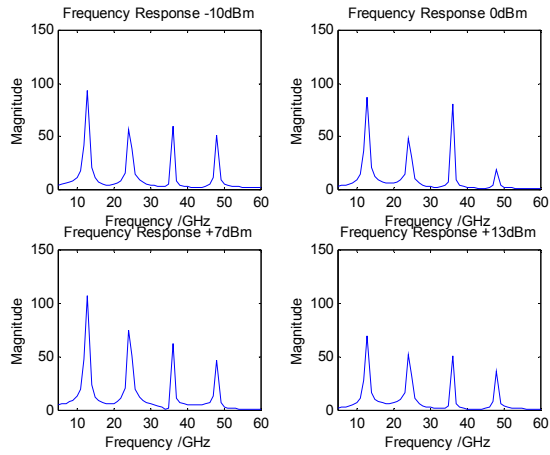 Frequency Response -10dBm
Frequency Response 0dBm
150
100
50
0
Magnitude
10 20 30 40 50 60
Frequency /GHz
150
100
50
0
Magnitude
10 20 30 40 50 60
Frequency /GHz
Frequency Response +7dBm
Frequency Response +13dBm
150
100
50
0
Magnitude
10 20 30 40 50 60
Frequency /GHz
150
100
50
0
Magnitude
10 20 30 40 50 60
Frequency /GHz